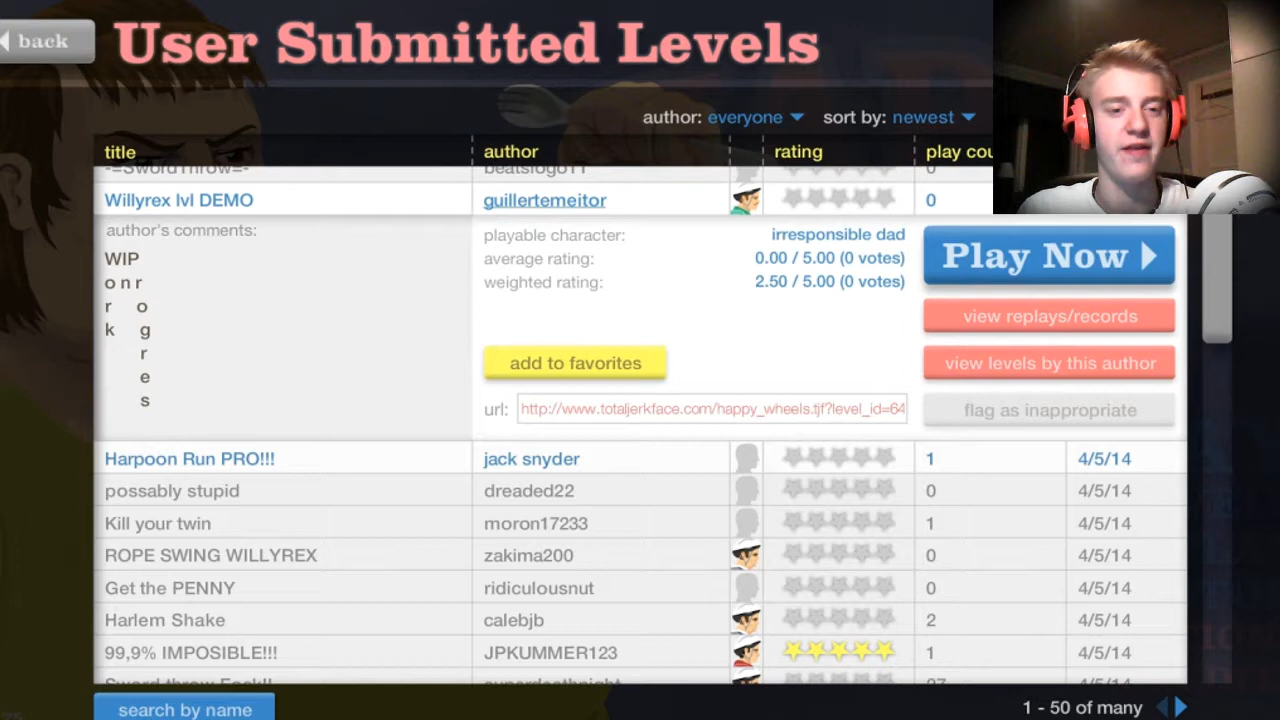 back
User Submitted Levels
author: everyone sort by: newest
title author rating play cou
-=SwordThrow=- beatslogo11 0
Willyrex lvl DEMO guillertemeitor 0
author's comments:
WIP
o n r
r o
k g
r
e
s
playable character: irresponsible dad
average rating: 0.00 / 5.00 (0 votes)
weighted rating: 2.50 / 5.00 (0 votes)
add to favorites
url: http://www.totaljerkface.com/happy_wheels.tjf?level_id=64
Play Now
view replays/records
view levels by this author
flag as inappropriate
Harpoon Run PRO!!! jack snyder 1 4/5/14
possably stupid dreaded22 0 4/5/14
Kill your twin moron17233 1 4/5/14
ROPE SWING WILLYREX zakima200 0 4/5/14
Get the PENNY ridiculousnut 0 4/5/14
Harlem Shake calebjb 2 4/5/14
99,9% IMPOSIBLE!!! JPKUMMER123 1 4/5/14
4/5/14
search by name 1 - 50 of many